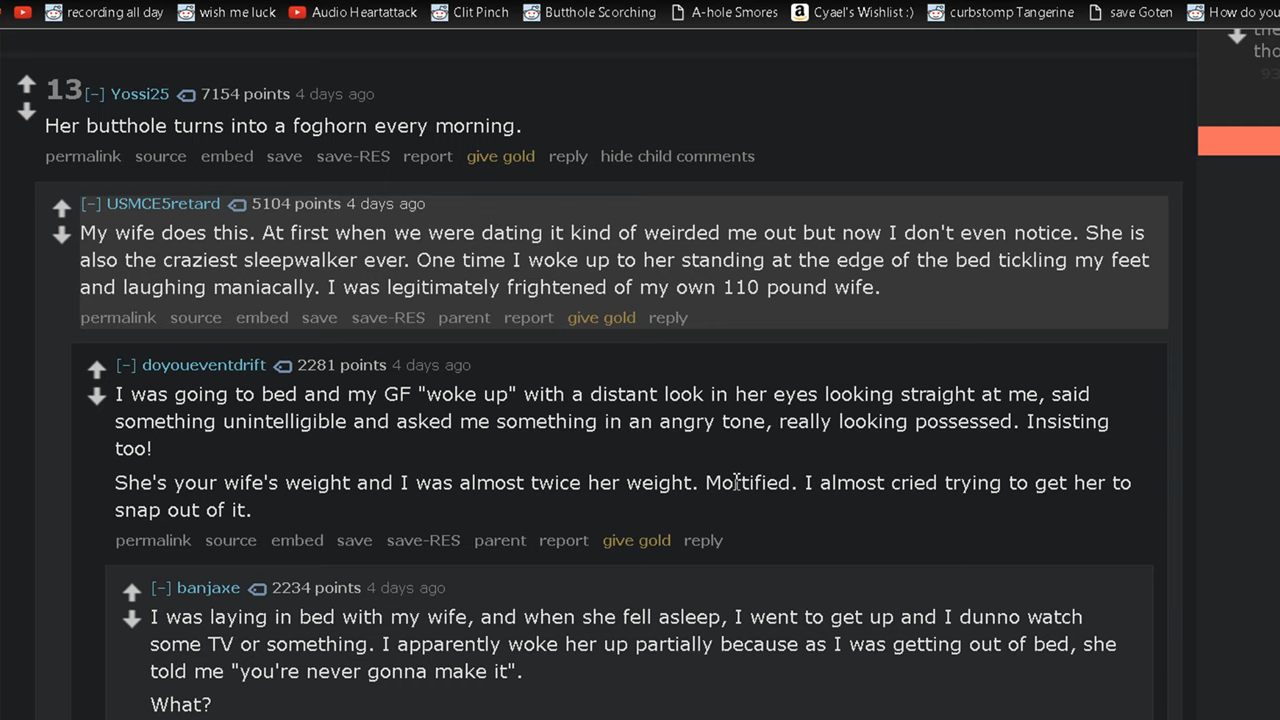 recording all day wish me luck Audio Heartattack Clit Pinch Butthole Scorching A-hole Smores Cyael's Wishlist :) curbstomp Tangerine save Goten How do you
the
tho
93
13 [-] Yossi25 7154 points 4 days ago
Her butthole turns into a foghorn every morning.
permalink source embed save save-RES report give gold reply hide child comments
[-] USMCE5retard 5104 points 4 days ago
My wife does this. At first when we were dating it kind of weirded me out but now I don't even notice. She is
also the craziest sleepwalker ever. One time I woke up to her standing at the edge of the bed tickling my feet
and laughing maniacally. I was legitimately frightened of my own 110 pound wife.
permalink source embed save save-RES parent report give gold reply
[-] doyoueventdrift 2281 points 4 days ago
I was going to bed and my GF "woke up" with a distant look in her eyes looking straight at me, said
something unintelligible and asked me something in an angry tone, really looking possessed. Insisting
too!
She's your wife's weight and I was almost twice her weight. Mortified. I almost cried trying to get her to
snap out of it.
permalink source embed save save-RES parent report give gold reply
[-] banjaxe 2234 points 4 days ago
I was laying in bed with my wife, and when she fell asleep, I went to get up and I dunno watch
some TV or something. I apparently woke her up partially because as I was getting out of bed, she
told me "you're never gonna make it".
What?